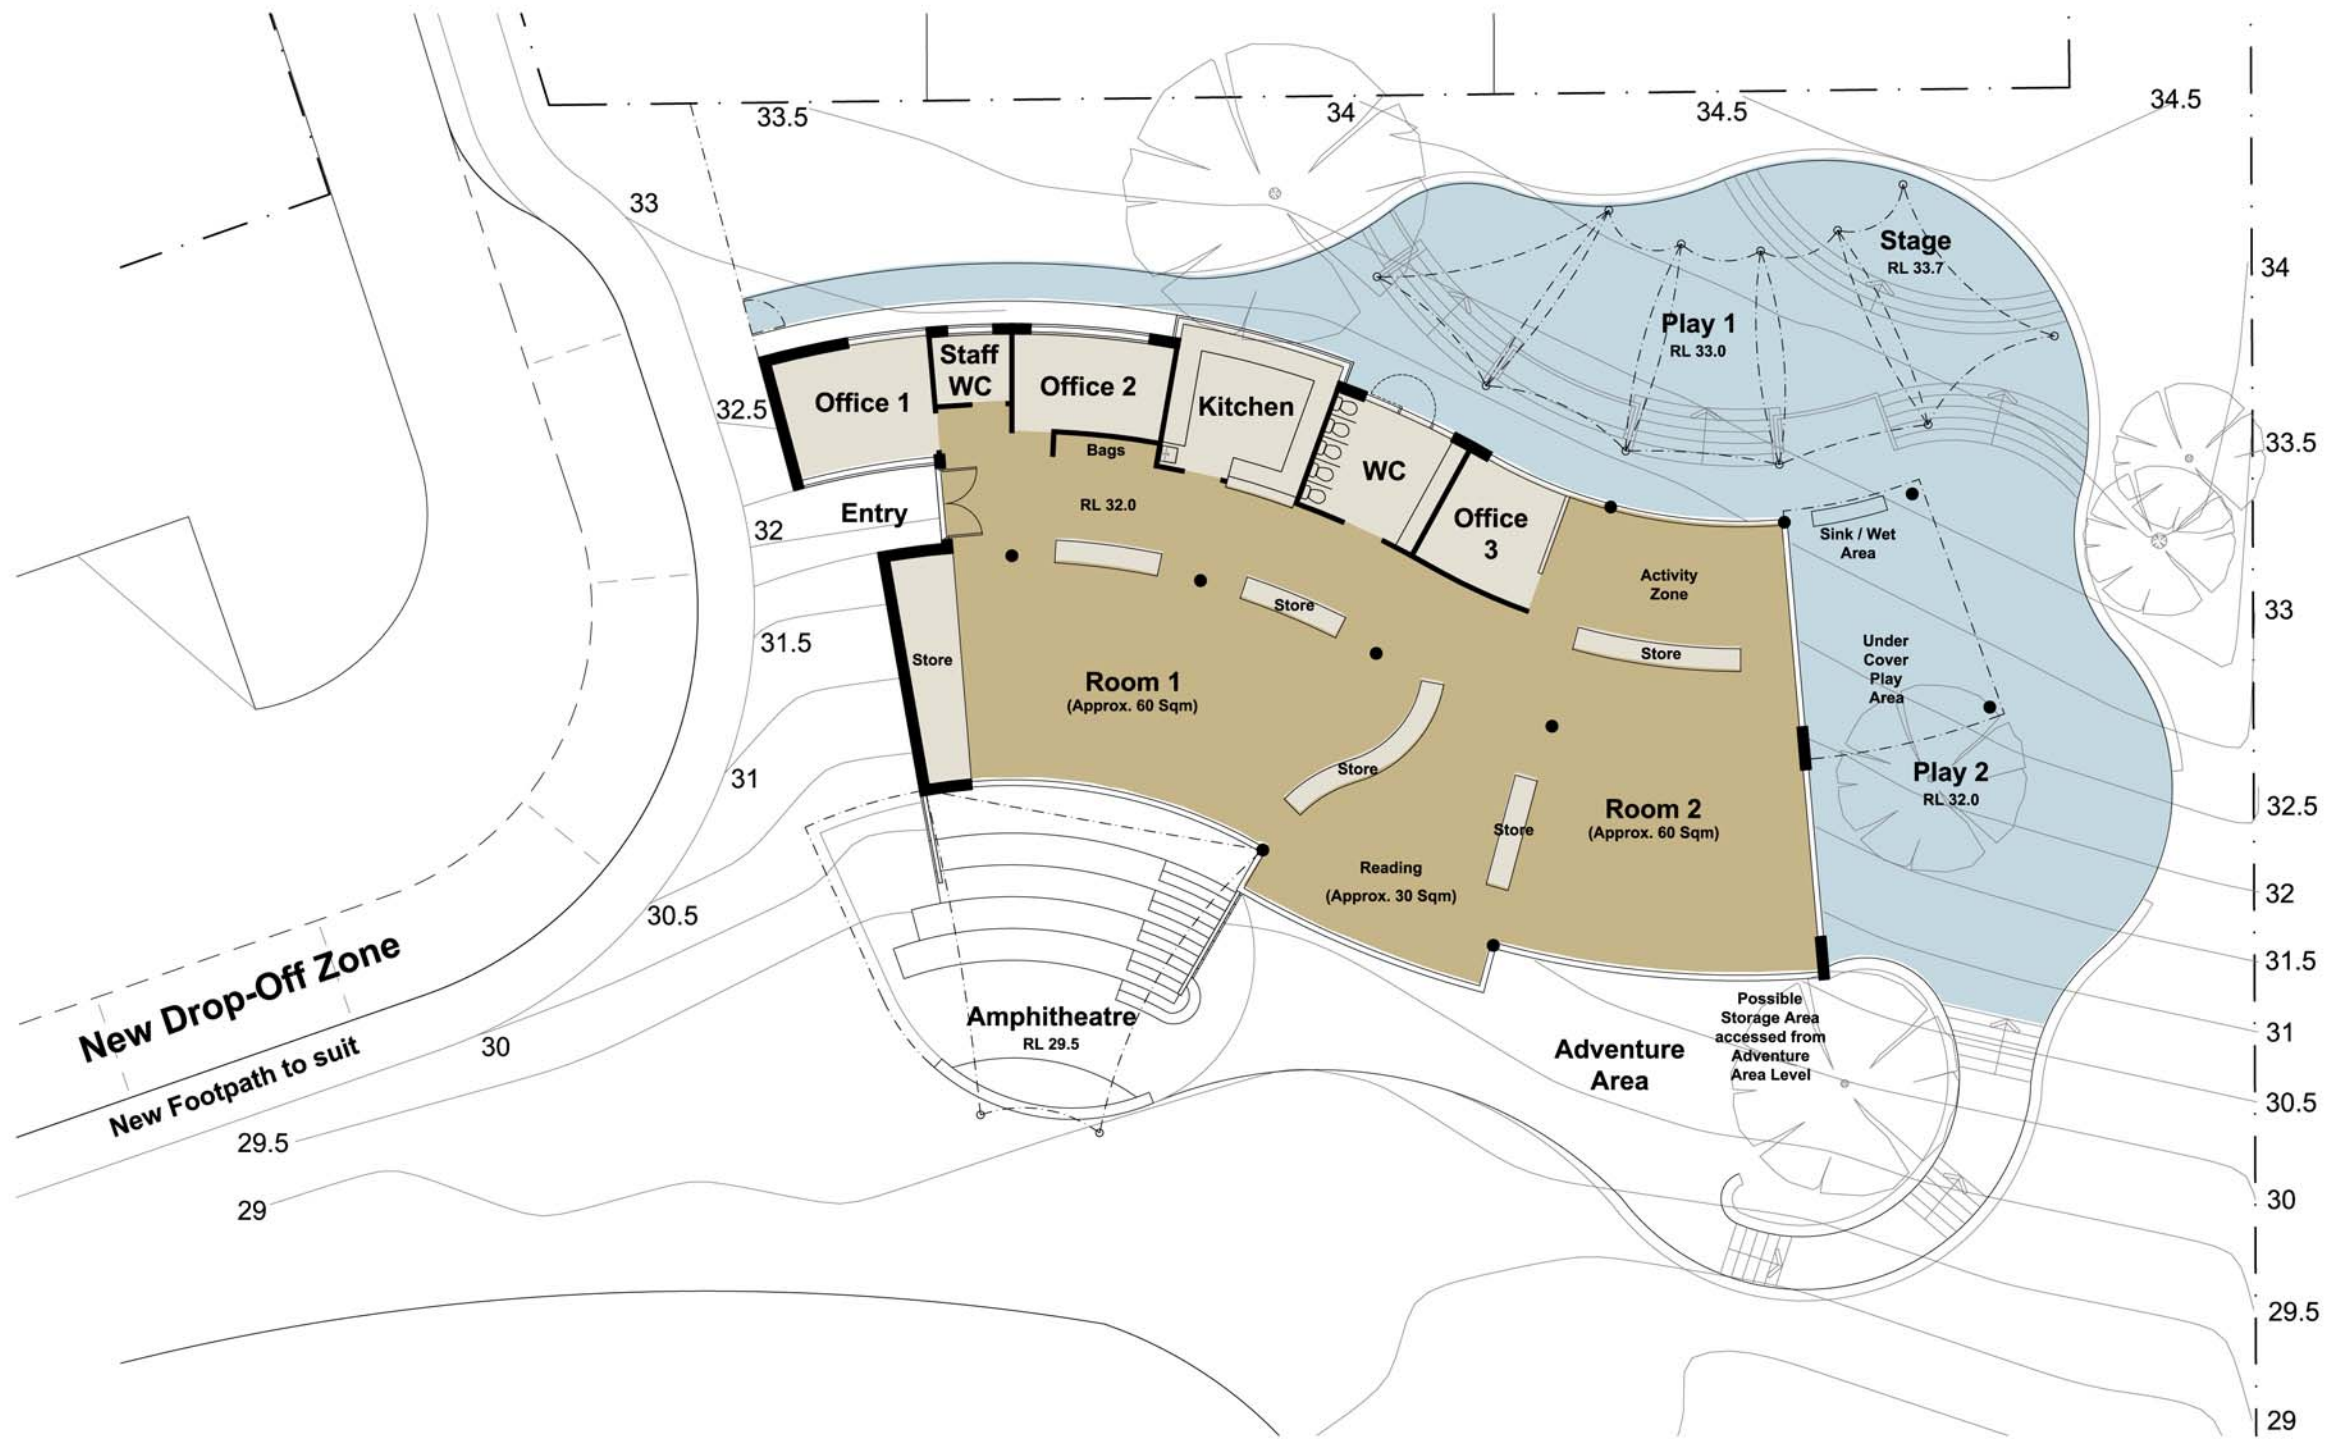 33.5
34
34.5
34.5
33
Stage
RL 33.7
34
Play 1
RL 33.0
Staff
WC
Office 1
Office 2
Kitchen
32.5
33.5
Bags
WC
Entry
RL 32.0
32
Office
3
Sink / Wet
Area
Activity
Zone
Store
33
31.5
Store
Store
Under
Cover
Play
Area
Room 1
(Approx. 60 Sqm)
31
Store
Play 2
RL 32.0
32.5
Room 2
(Approx. 60 Sqm)
Store
Reading
(Approx. 30 Sqm)
32
30.5
New Drop-Off Zone
31.5
Possible
Storage Area
accessed from
Adventure
Area Level
Amphitheatre
RL 29.5
31
30
Adventure
Area
New Footpath to suit
30.5
29.5
30
29
29.5
29